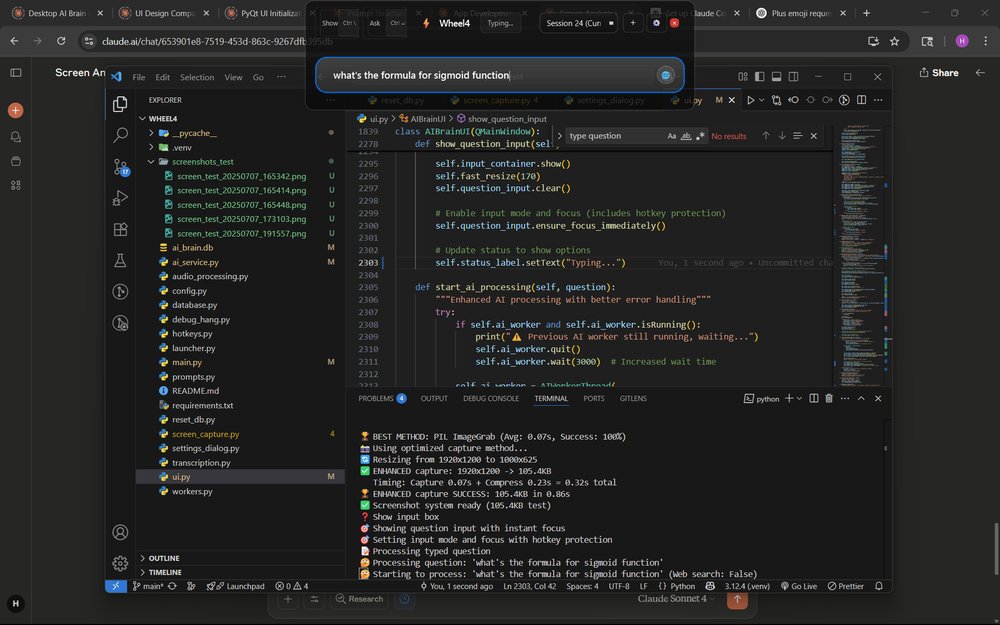 Desktop AI Brain
UI Design Compa
PyQt UI Initializat
Plus emoji reque
claude.ai/chat/653901e8-7519-453d-863c-9267dfb
Show Ctrl\
Ask Ctrl
Wheel4
Typing...
Session 24 (Curr
what's the formula for sigmoid function
Screen An
Share
File Edit Selection View Go ...
reset_db.py
screen_capture.py 4
settings_dialog.py
ui.py M
EXPLORER
WHEEL4
__pycache__
.venv
screenshots_test
screen_test_20250707_165342.png U
screen_test_20250707_165414.png U
screen_test_20250707_165448.png U
screen_test_20250707_173103.png U
screen_test_20250707_191557.png U
ai_brain.db M
ai_service.py M
audio_processing.py
config.py
database.py
debug_hang.py
hotkeys.py
launcher.py
main.py M
prompts.py
README.md
requirements.txt
reset_db.py
screen_capture.py 4
settings_dialog.py
transcription.py
ui.py M
workers.py
OUTLINE
TIMELINE
17
ui.py > AIBrainUI > show_question_input
type question
Aa ab .* No results
1839 class AIBrainUI(QMainWindow):
2278 def show_question_input(self
2295 self.input_container.show()
2296 self.fast_resize(170)
2297 self.question_input.clear()
2298
2299 # Enable input mode and focus (includes hotkey protection)
2300 self.question_input.ensure_focus_immediately()
2301
2302 # Update status to show options
2303 self.status_label.setText("Typing...") You, 1 second ago • Uncommitted cha
2304
2305 def start_ai_processing(self, question):
2306 """Enhanced AI processing with better error handling"""
2307 try:
2308 if self.ai_worker and self.ai_worker.isRunning():
2309 print("⚠️ Previous AI worker still running, waiting...")
2310 self.ai_worker.quit()
2311 self.ai_worker.wait(3000) # Increased wait time
2312
2313 self.ai_worker = AIWorkerThread(
PROBLEMS 4 OUTPUT DEBUG CONSOLE TERMINAL PORTS GITLENS
python
🏆 BEST METHOD: PIL ImageGrab (Avg: 0.07s, Success: 100%)
📷 Using optimized capture method...
🔄 Resizing from 1920x1200 to 1000x625
✅ ENHANCED capture: 1920x1200 -> 105.4KB
Timing: Capture 0.07s + Compress 0.23s = 0.32s total
🏆 ENHANCED capture SUCCESS: 105.4KB in 0.86s
✅ Screenshot system ready (105.4KB test)
❓ Show input box
🎯 Showing question input with instant focus
🎯 Setting input mode and focus with hotkey protection
📝 Processing typed question
🤔 Processing question: 'what's the formula for sigmoid function'
🤔 Starting to process: 'what's the formula for sigmoid function' (Web search: False)
main* Launchpad 0 4 You, 1 second ago Ln 2303, Col 42 Spaces: 4 UTF-8 LF {} Python 3.12.4 (.venv) Go Live Prettier
Research
Claude Sonnet 4
H